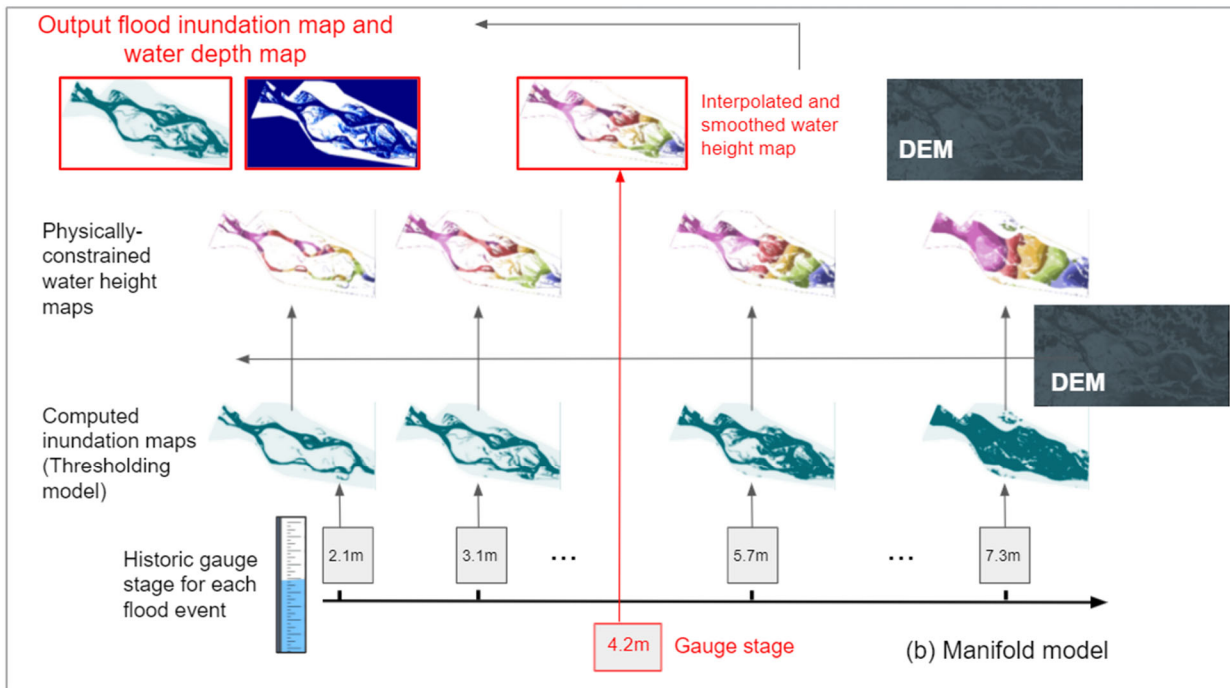 Output flood inundation map and
water depth map
Interpolated and
smoothed water
height map
DEM
Physically-
constrained
water height
maps
DEM
Computed
inundation maps
(Thresholding
model)
Historic gauge
stage for each
flood event
2.1m
3.1m
...
5.7m
...
7.3m
4.2m
Gauge stage
(b) Manifold model